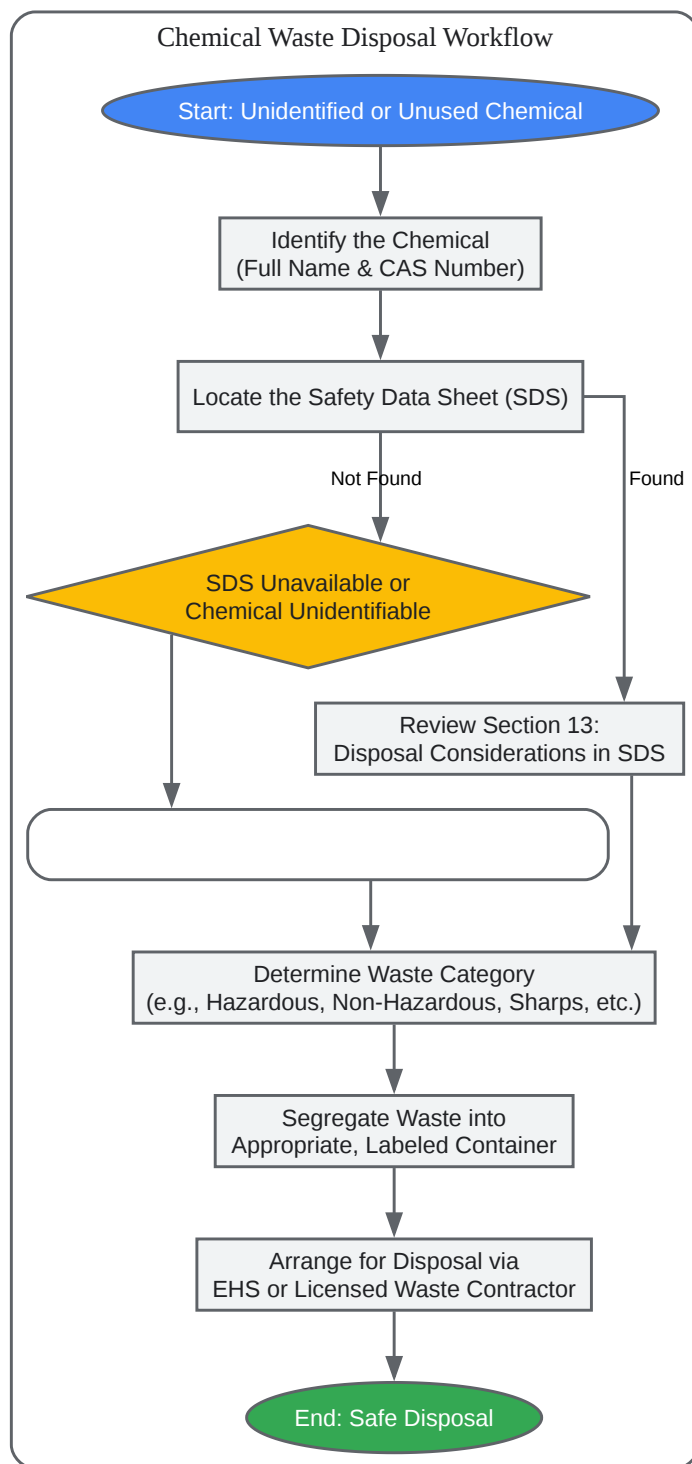 Chemical Waste Disposal Workflow
Start: Unidentified or Unused Chemical
Identify the Chemical
(Full Name & CAS Number)
Locate the Safety Data Sheet (SDS)
Not Found
Found
SDS Unavailable or
Chemical Unidentifiable
Review Section 13:
Disposal Considerations in SDS
Determine Waste Category
(e.g., Hazardous, Non-Hazardous, Sharps, etc.)
Segregate Waste into
Appropriate, Labeled Container
Arrange for Disposal via
EHS or Licensed Waste Contractor
End: Safe Disposal